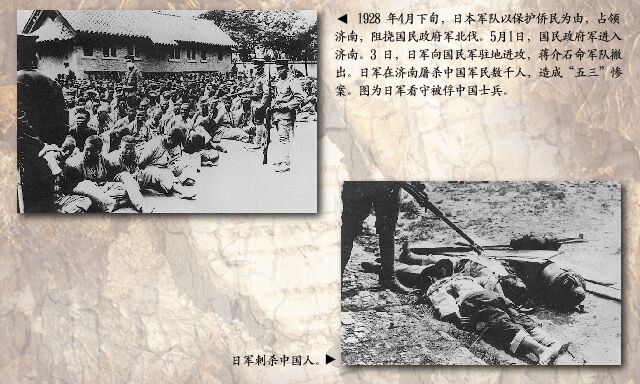 ◀ 1928 年4月下旬，日本军队以保护侨民为由，占领
济南，阻挠国民政府军北伐。5月1日，国民政府军进入
济南。3 日，日军向国民军驻地进攻，蒋介石命军队撤
出。日军在济南屠杀中国军民数千人，造成“五三”惨
案。图为日军看守被俘中国士兵。
日军刺杀中国人。▶